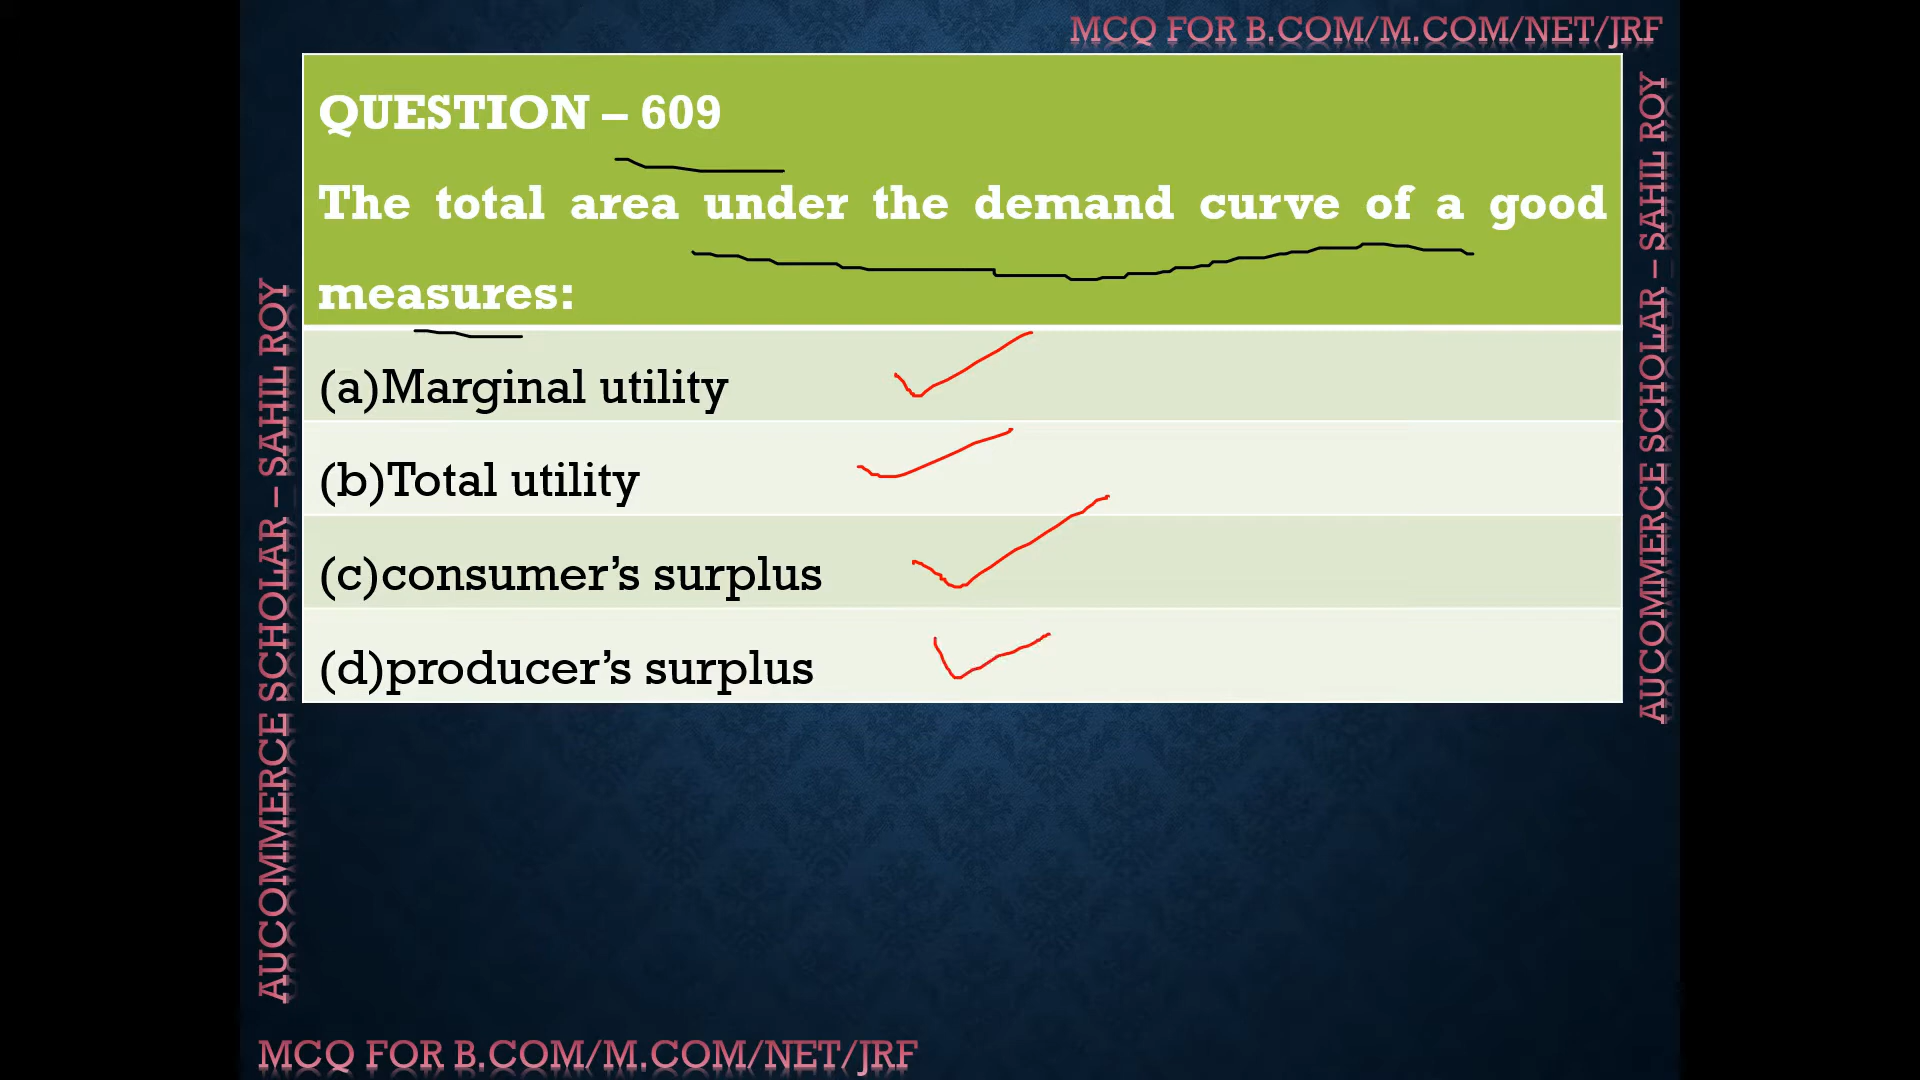 MCQ FOR B.COM/M.COM/NET/JRF
QUESTION – 609
The total area under the demand curve of a good
measures:
(a)Marginal utility
(b)Total utility
(c)consumer’s surplus
(d)producer’s surplus
AUCOMMERCE SCHOLAR – SAHIL ROY
AUCOMMERCE SCHOLAR – SAHIL ROY
MCQ FOR B.COM/M.COM/NET/JRF